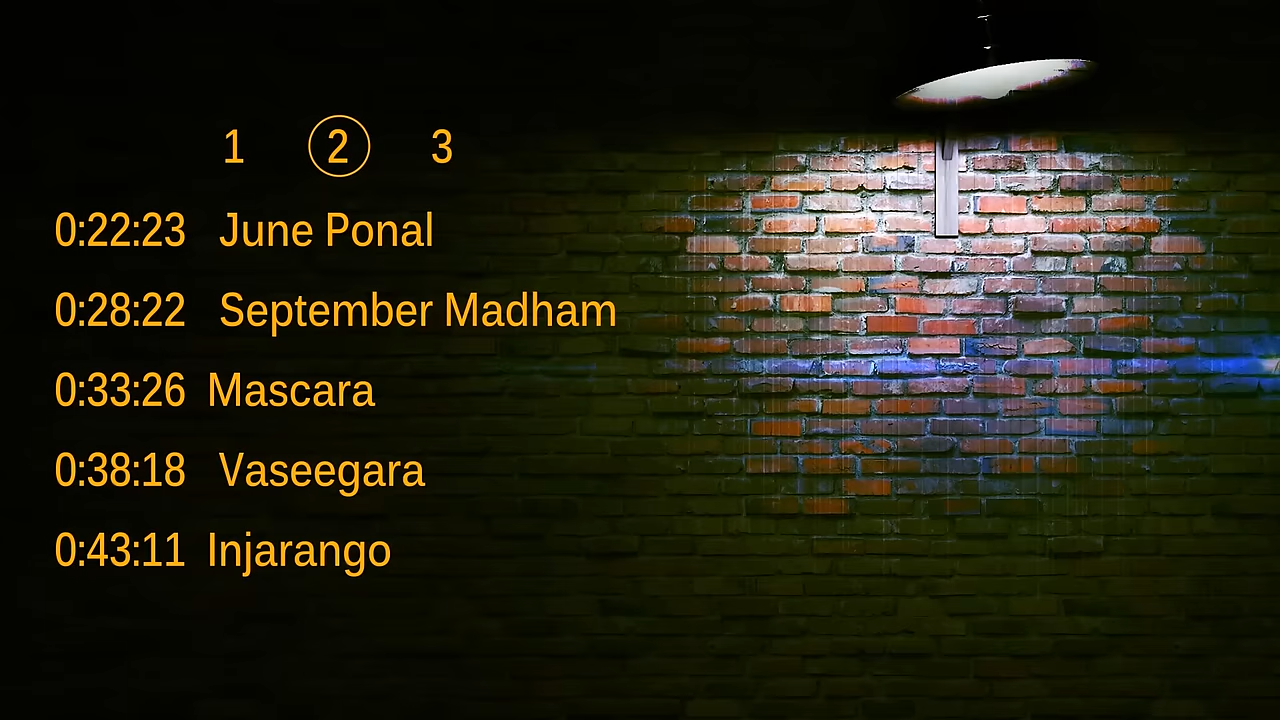 1 2 3
0:22:23 June Ponal
0:28:22 September Madham
0:33:26 Mascara
0:38:18 Vaseegara
0:43:11 Injarango